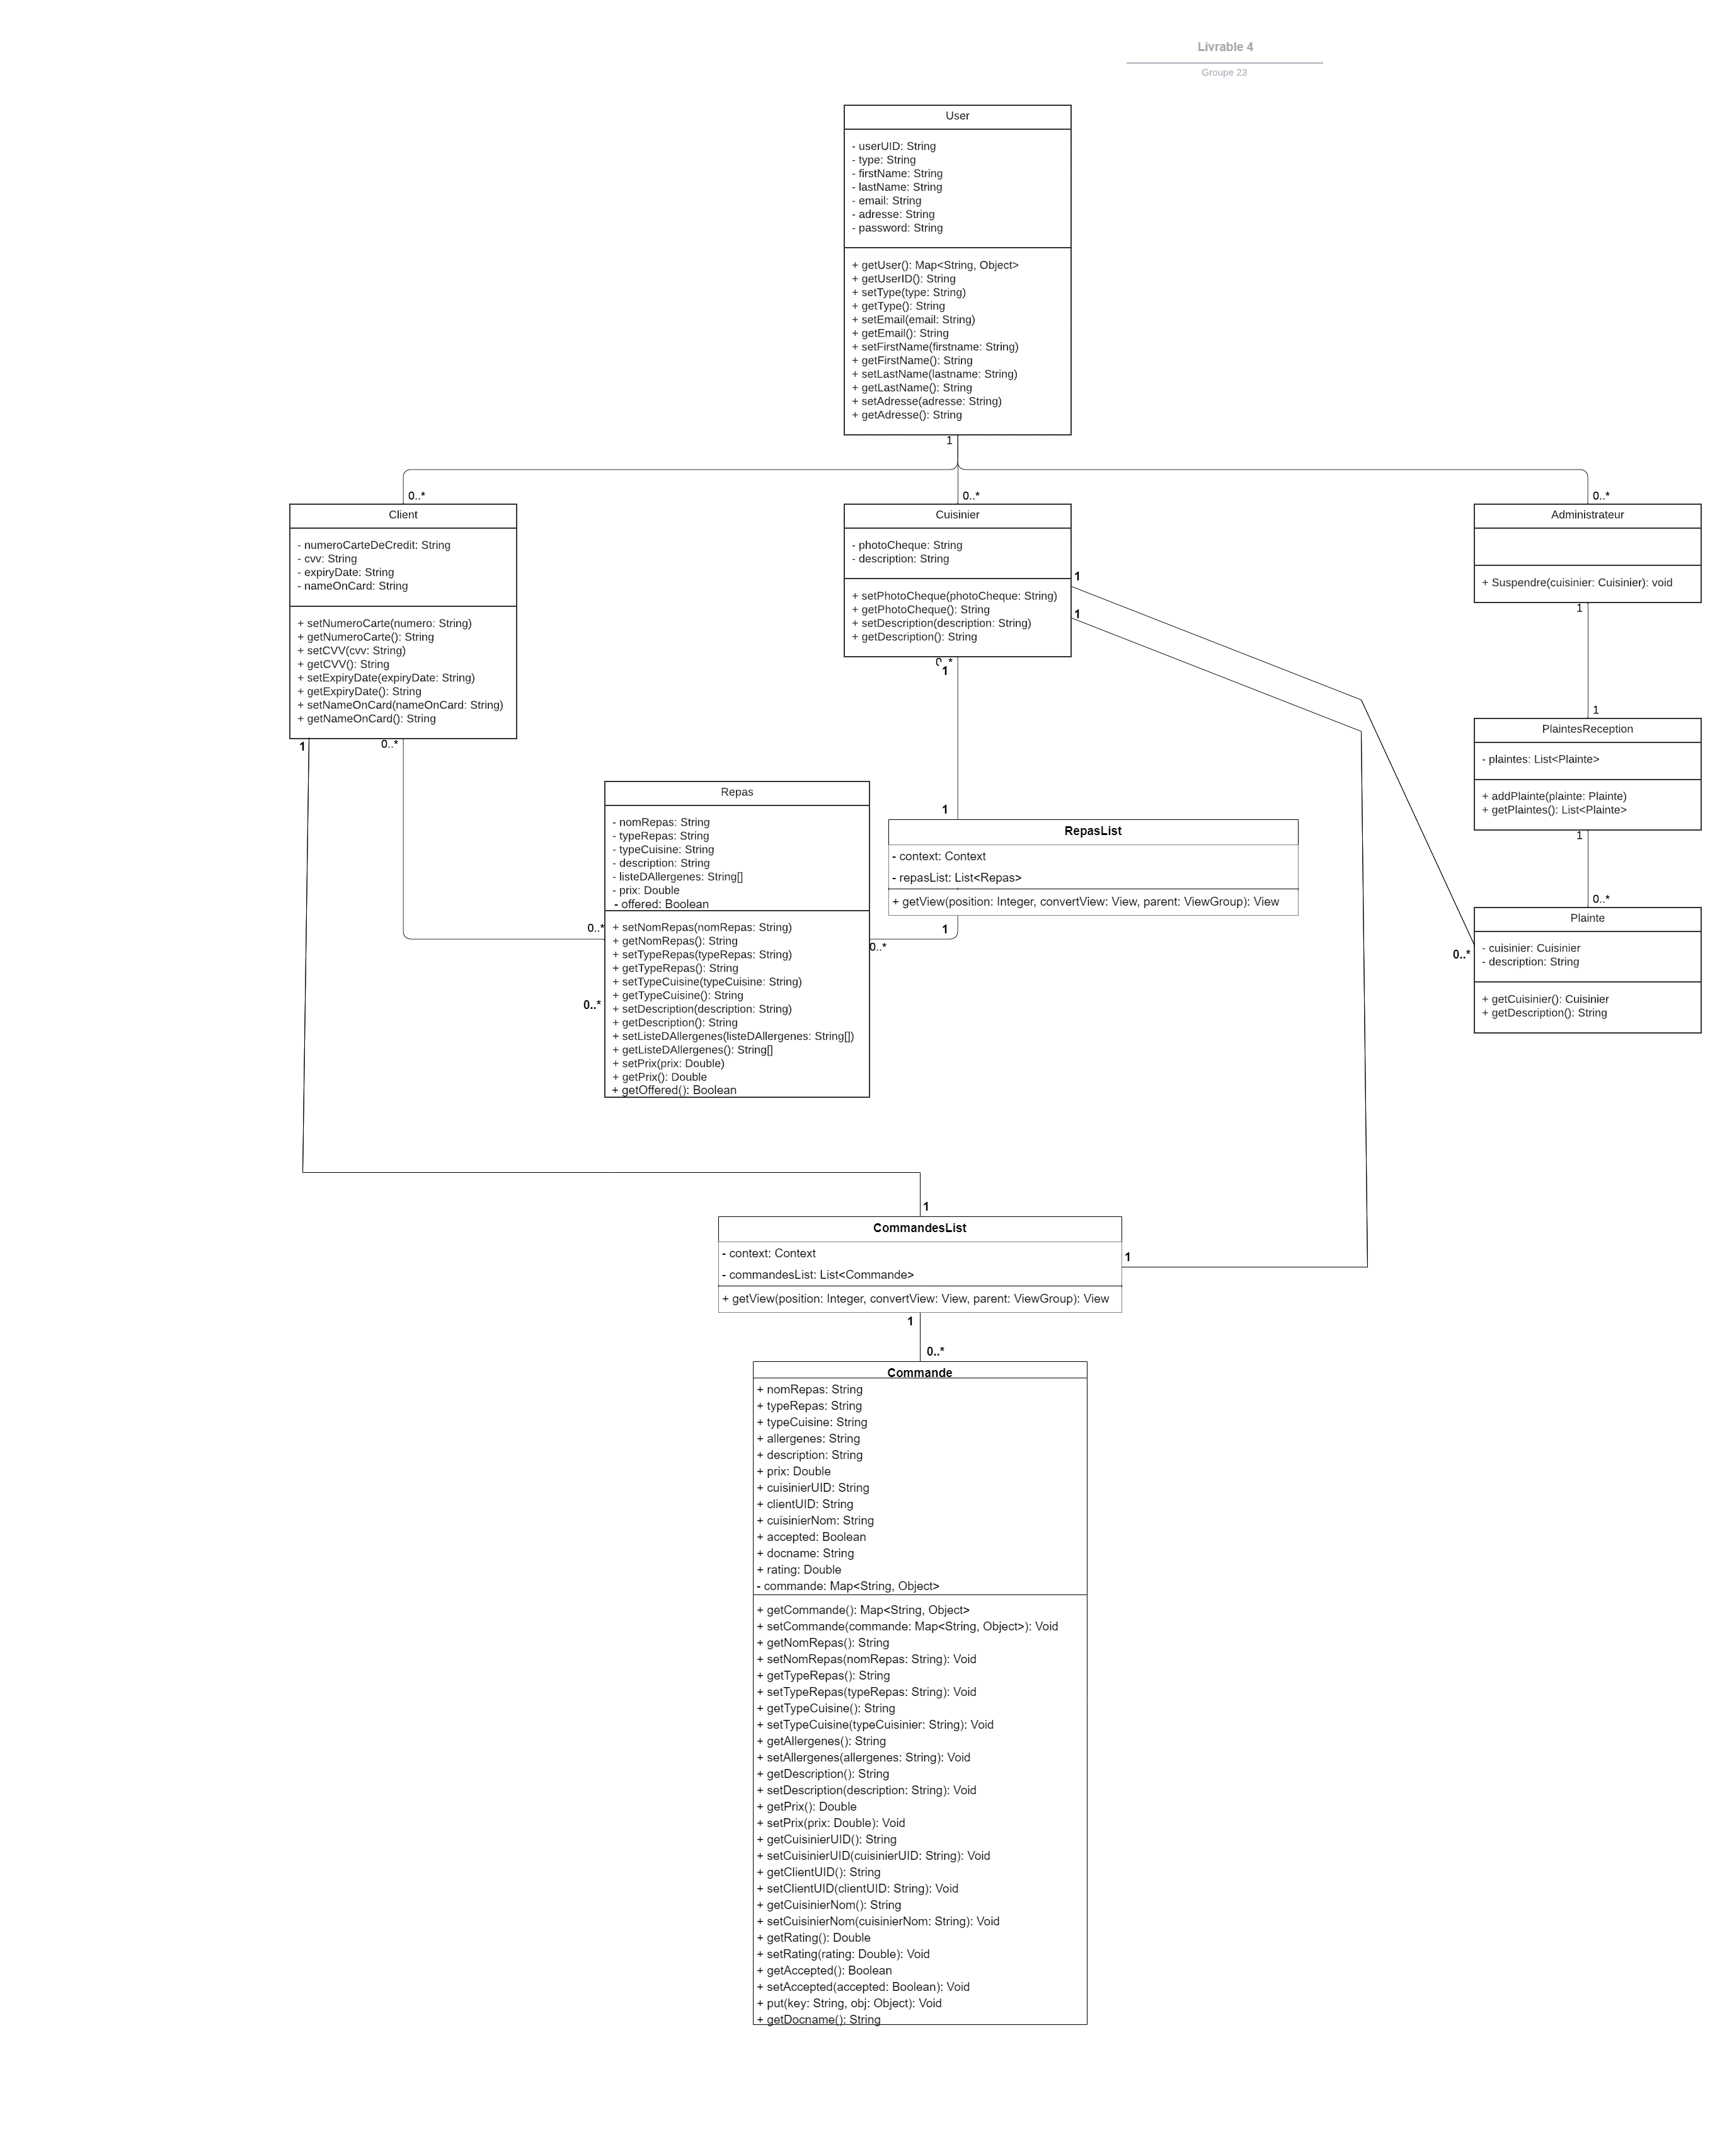 Livrable 4
Groupe 23
User
- userUID: String
- type: String
- firstName: String
- lastName: String
- email: String
- adresse: String
- password: String
+ getUser(): Map<String, Object>
+ getUserID(): String
+ setType(type: String)
+ getType(): String
+ setEmail(email: String)
+ getEmail(): String
+ setFirstName(firstname: String)
+ getFirstName(): String
+ setLastName(lastname: String)
+ getLastName(): String
+ setAdresse(adresse: String)
+ getAdresse(): String
1
0..*
0..*
0..*
Client
- numeroCarteDeCredit: String
- cvv: String
- expiryDate: String
- nameOnCard: String
+ setNumeroCarte(numero: String)
+ getNumeroCarte(): String
+ setCVV(cvv: String)
+ getCVV(): String
+ setExpiryDate(expiryDate: String)
+ getExpiryDate(): String
+ setNameOnCard(nameOnCard: String)
+ getNameOnCard(): String
1
0..*
Cuisinier
- photoCheque: String
- description: String
+ setPhotoCheque(photoCheque: String)
+ getPhotoCheque(): String
+ setDescription(description: String)
+ getDescription(): String
1
1
0..*
1
Administrateur
+ Suspendre(cuisinier: Cuisinier): void
1
1
PlaintesReception
- plaintes: List<Plainte>
+ addPlainte(plainte: Plainte)
+ getPlaintes(): List<Plainte>
1
0..*
Plainte
- cuisinier: Cuisinier
- description: String
+ getCuisinier(): Cuisinier
+ getDescription(): String
0..*
Repas
- nomRepas: String
- typeRepas: String
- typeCuisine: String
- description: String
- listeDAllergenes: String[]
- prix: Double
- offered: Boolean
+ setNomRepas(nomRepas: String)
+ getNomRepas(): String
+ setTypeRepas(typeRepas: String)
+ getTypeRepas(): String
+ setTypeCuisine(typeCuisine: String)
+ getTypeCuisine(): String
+ setDescription(description: String)
+ getDescription(): String
+ setListeDAllergenes(listeDAllergenes: String[])
+ getListeDAllergenes(): String[]
+ setPrix(prix: Double)
+ getPrix(): Double
+ getOffered(): Boolean
0..*
0..*
0..*
1
RepasList
- context: Context
- repasList: List<Repas>
+ getView(position: Integer, convertView: View, parent: ViewGroup): View
1
1
CommandesList
- context: Context
- commandesList: List<Commande>
+ getView(position: Integer, convertView: View, parent: ViewGroup): View
1
1
0..*
Commande
+ nomRepas: String
+ typeRepas: String
+ typeCuisine: String
+ allergenes: String
+ description: String
+ prix: Double
+ cuisinierUID: String
+ clientUID: String
+ cuisinierNom: String
+ accepted: Boolean
+ docname: String
+ rating: Double
- commande: Map<String, Object>
+ getCommande(): Map<String, Object>
+ setCommande(commande: Map<String, Object>): Void
+ getNomRepas(): String
+ setNomRepas(nomRepas: String): Void
+ getTypeRepas(): String
+ setTypeRepas(typeRepas: String): Void
+ getTypeCuisine(): String
+ setTypeCuisine(typeCuisinier: String): Void
+ getAllergenes(): String
+ setAllergenes(allergenes: String): Void
+ getDescription(): String
+ setDescription(description: String): Void
+ getPrix(): Double
+ setPrix(prix: Double): Void
+ getCuisinierUID(): String
+ setCuisinierUID(cuisinierUID: String): Void
+ getClientUID(): String
+ setClientUID(clientUID: String): Void
+ getCuisinierNom(): String
+ setCuisinierNom(cuisinierNom: String): Void
+ getRating(): Double
+ setRating(rating: Double): Void
+ getAccepted(): Boolean
+ setAccepted(accepted: Boolean): Void
+ put(key: String, obj: Object): Void
+ getDocname(): String